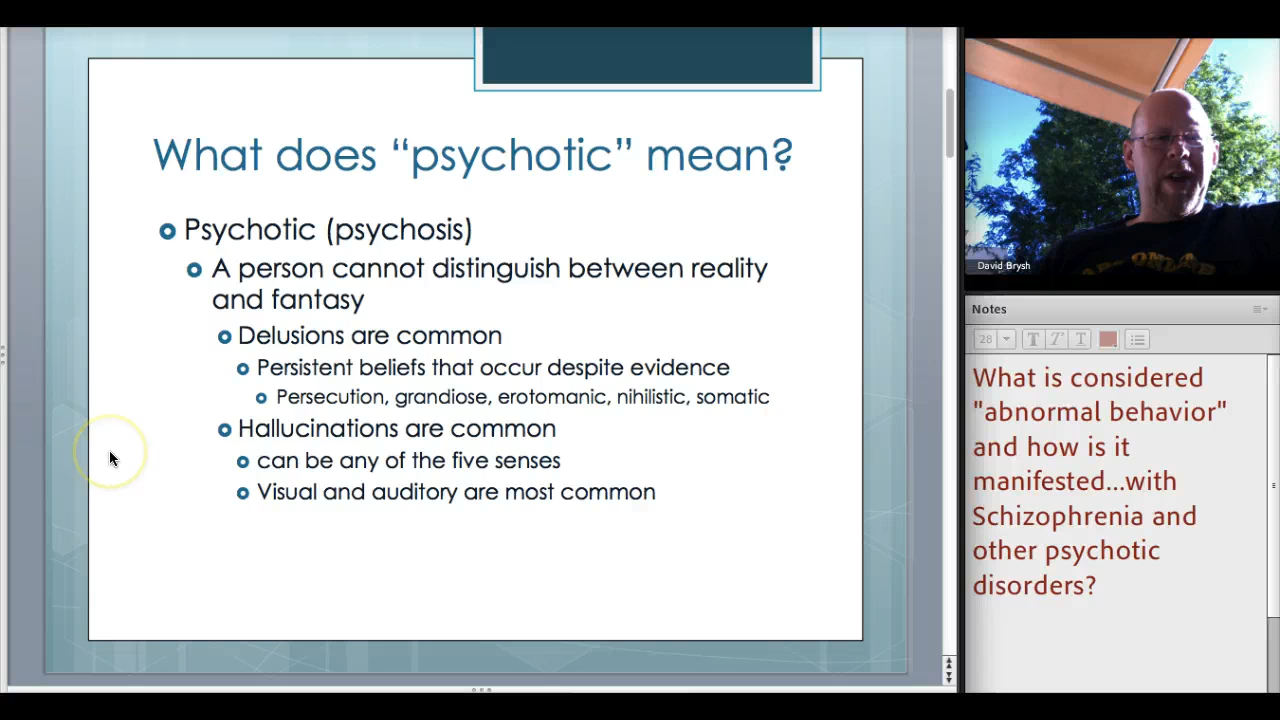 What does “psychotic” mean?
Psychotic (psychosis)
A person cannot distinguish between reality
and fantasy
Delusions are common
Persistent beliefs that occur despite evidence
Persecution, grandiose, erotomanic, nihilistic, somatic
Hallucinations are common
can be any of the five senses
Visual and auditory are most common
David Brysh
Notes
28
T T T
What is considered
"abnormal behavior"
and how is it
manifested...with
Schizophrenia and
other psychotic
disorders?